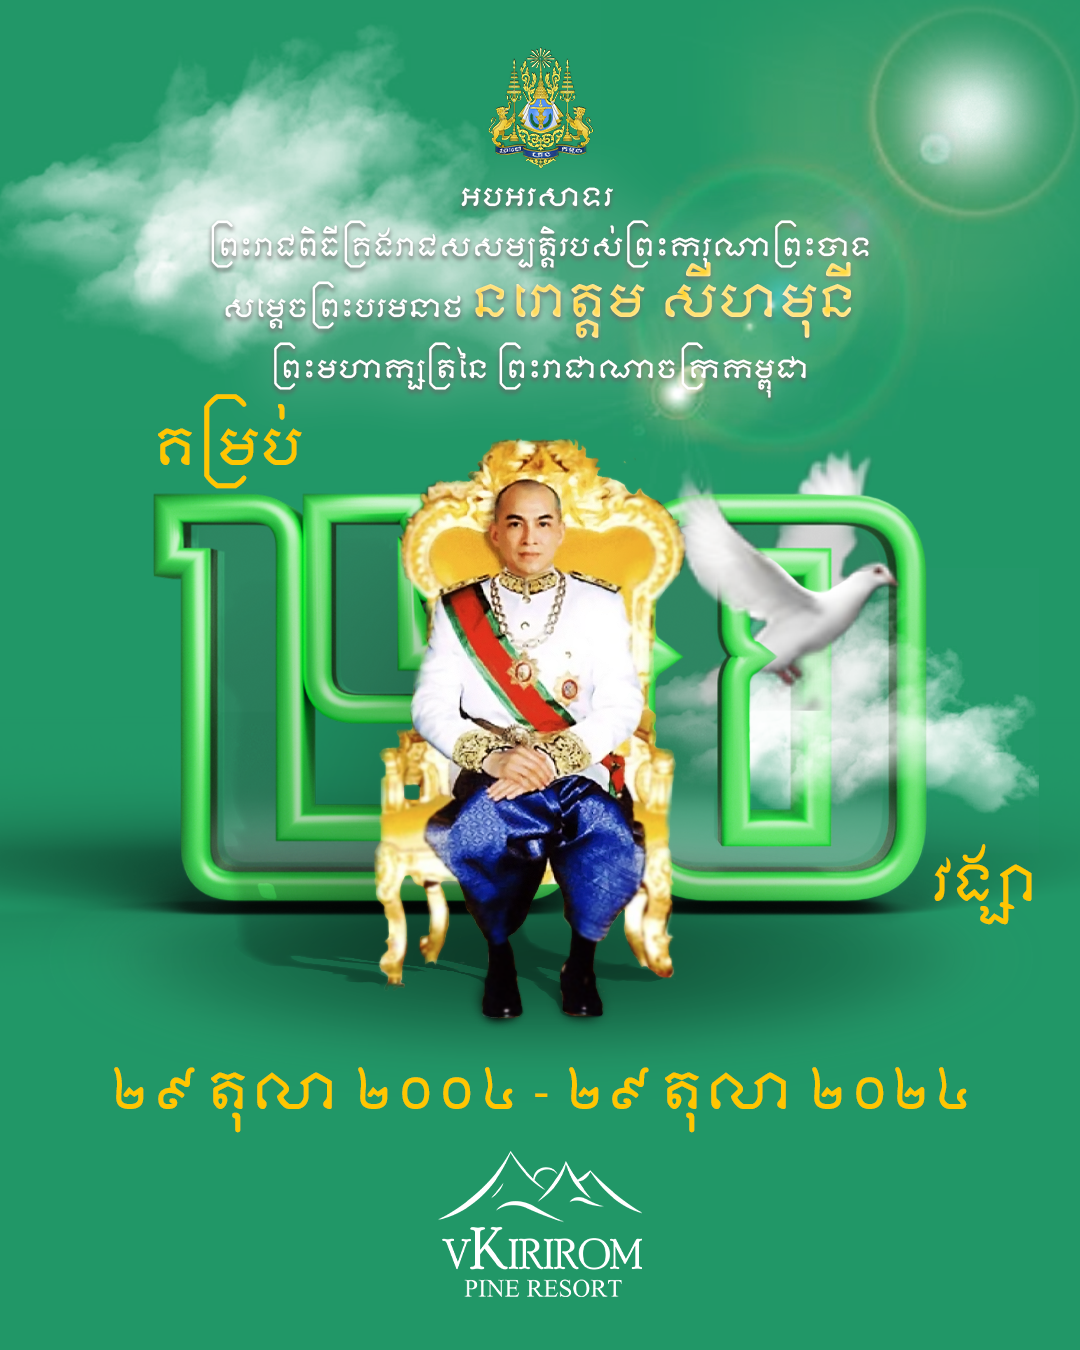 អបអរសាទរ
ព្រះរាជពិធីគ្រងរាជសម្បត្តិរបស់ព្រះករុណាព្រះបាទ
សម្តេចព្រះបរមនាថ នរោត្តម សីហមុនី
ព្រះមហាក្សត្រនៃ ព្រះរាជាណាចក្រកម្ពុជា
គម្រប់
២០
វង្សា
២៩ តុលា ២០០៤ - ២៩ តុលា ២០២៤
VKIRIROM
PINE RESORT